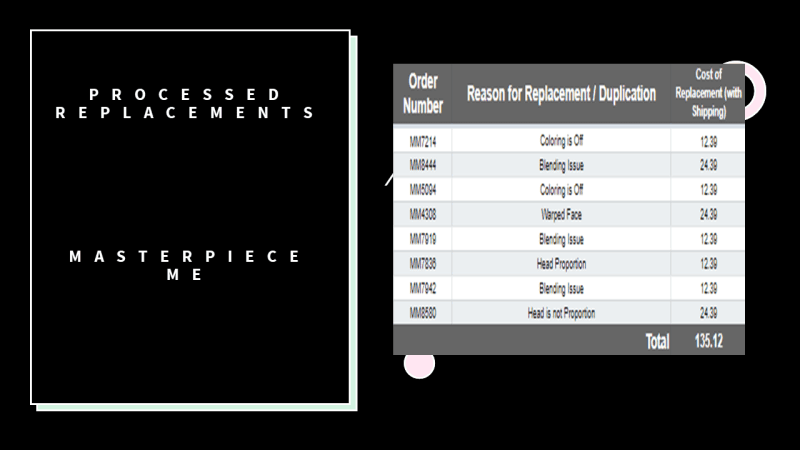 PROCESSED
REPLACEMENTS
MASTERPIECE
ME
Order Number Reason for Replacement / Duplication Cost of Replacement (with Shipping)
MM7214 Coloring is Off 12.39
MM8444 Blending Issue 24.39
MM5094 Coloring is Off 12.39
MM4308 Warped Face 24.39
MM7919 Blending Issue 12.39
MM7836 Head Proportion 12.39
MM7942 Blending Issue 12.39
MM8580 Head is not Proportion 24.39
Total 135.12